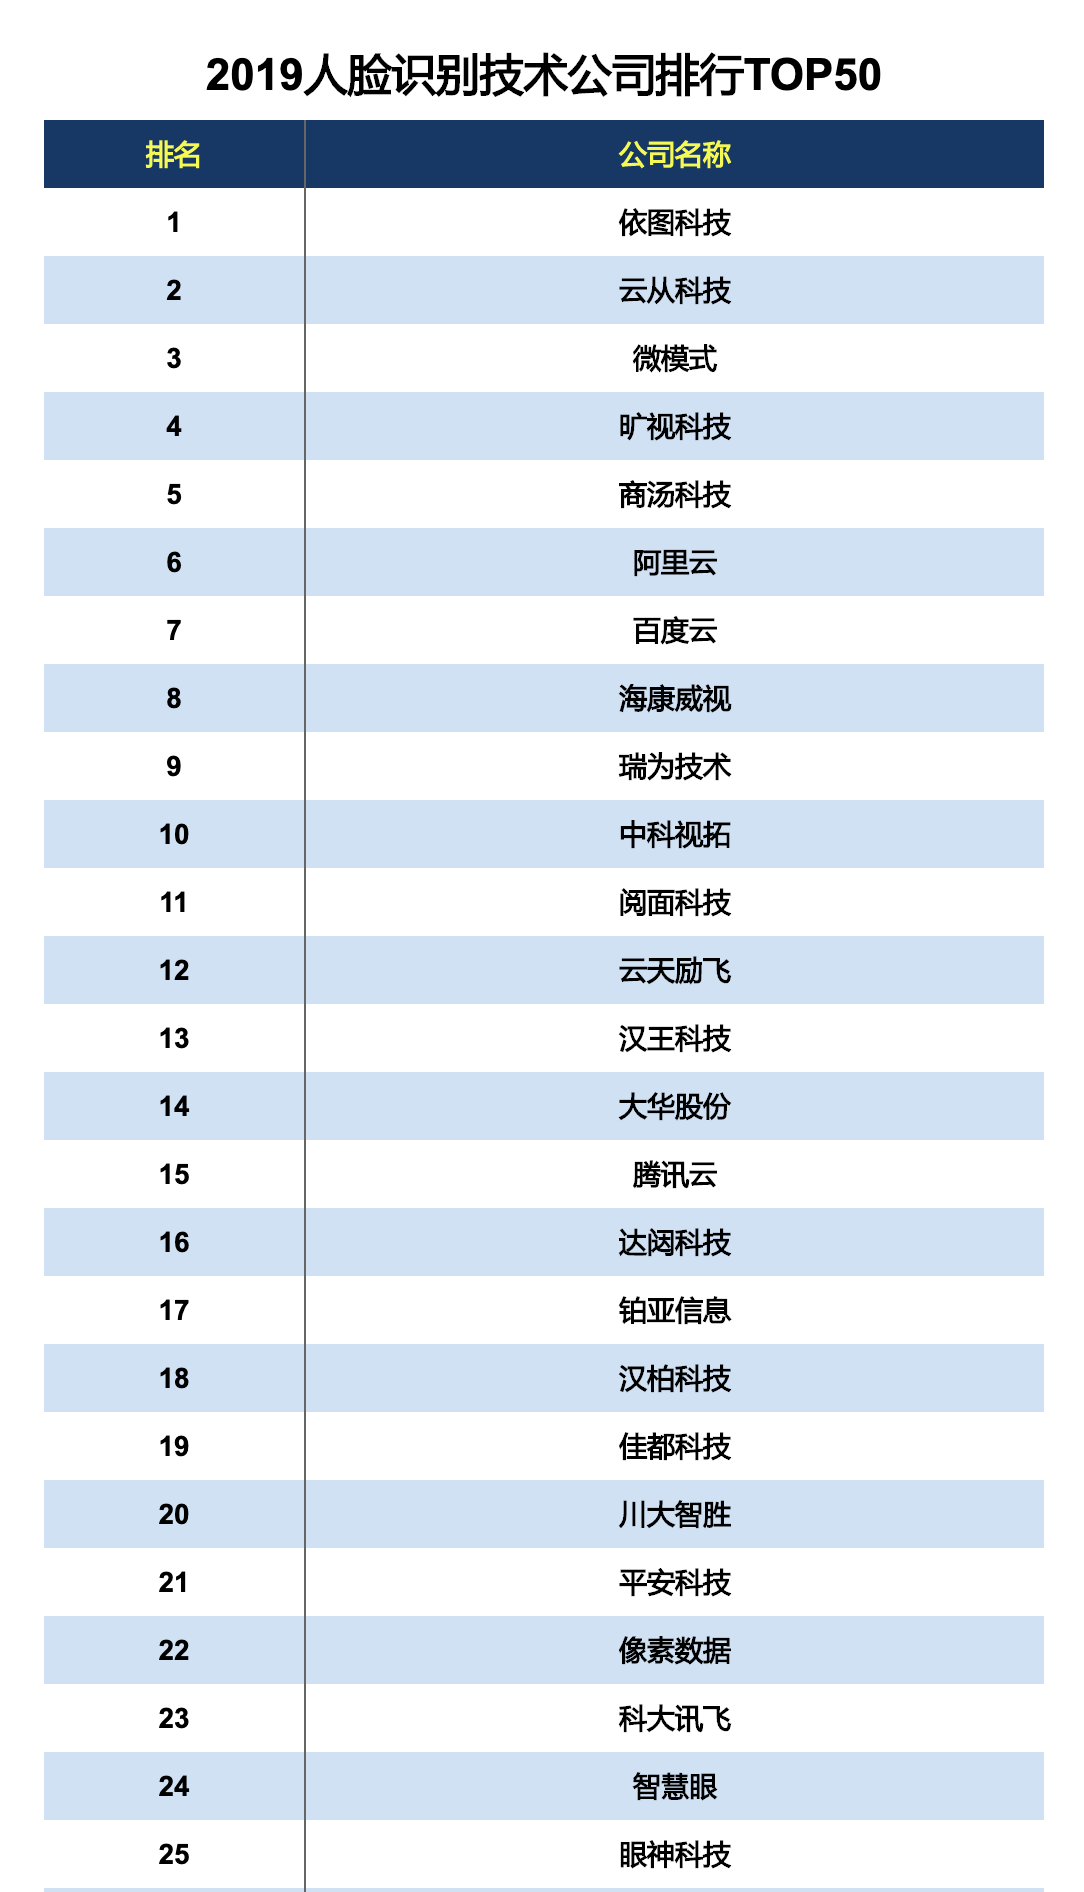 2019人脸识别技术公司排行TOP50
排名 公司名称
1 依图科技
2 云从科技
3 微模式
4 旷视科技
5 商汤科技
6 阿里云
7 百度云
8 海康威视
9 瑞为技术
10 中科视拓
11 阅面科技
12 云天励飞
13 汉王科技
14 大华股份
15 腾讯云
16 达闼科技
17 铂亚信息
18 汉柏科技
19 佳都科技
20 川大智胜
21 平安科技
22 像素数据
23 科大讯飞
24 智慧眼
25 眼神科技